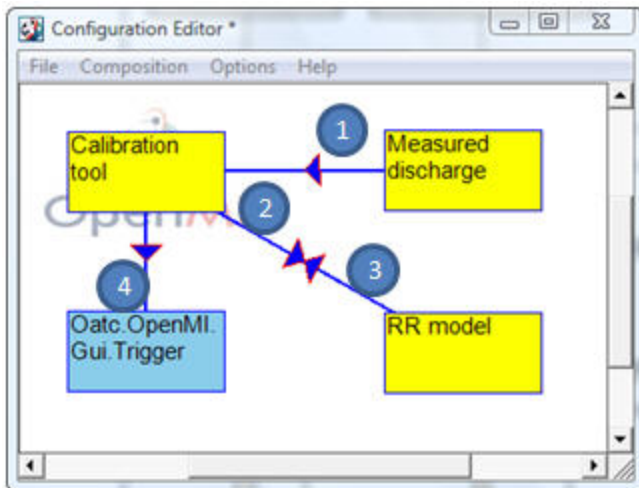 Configuration Editor *
File Composition Options Help
1
Calibration
tool
Measured
discharge
OpenM
2
3
4
Oatc.OpenMI.
Gui.Trigger
RR model